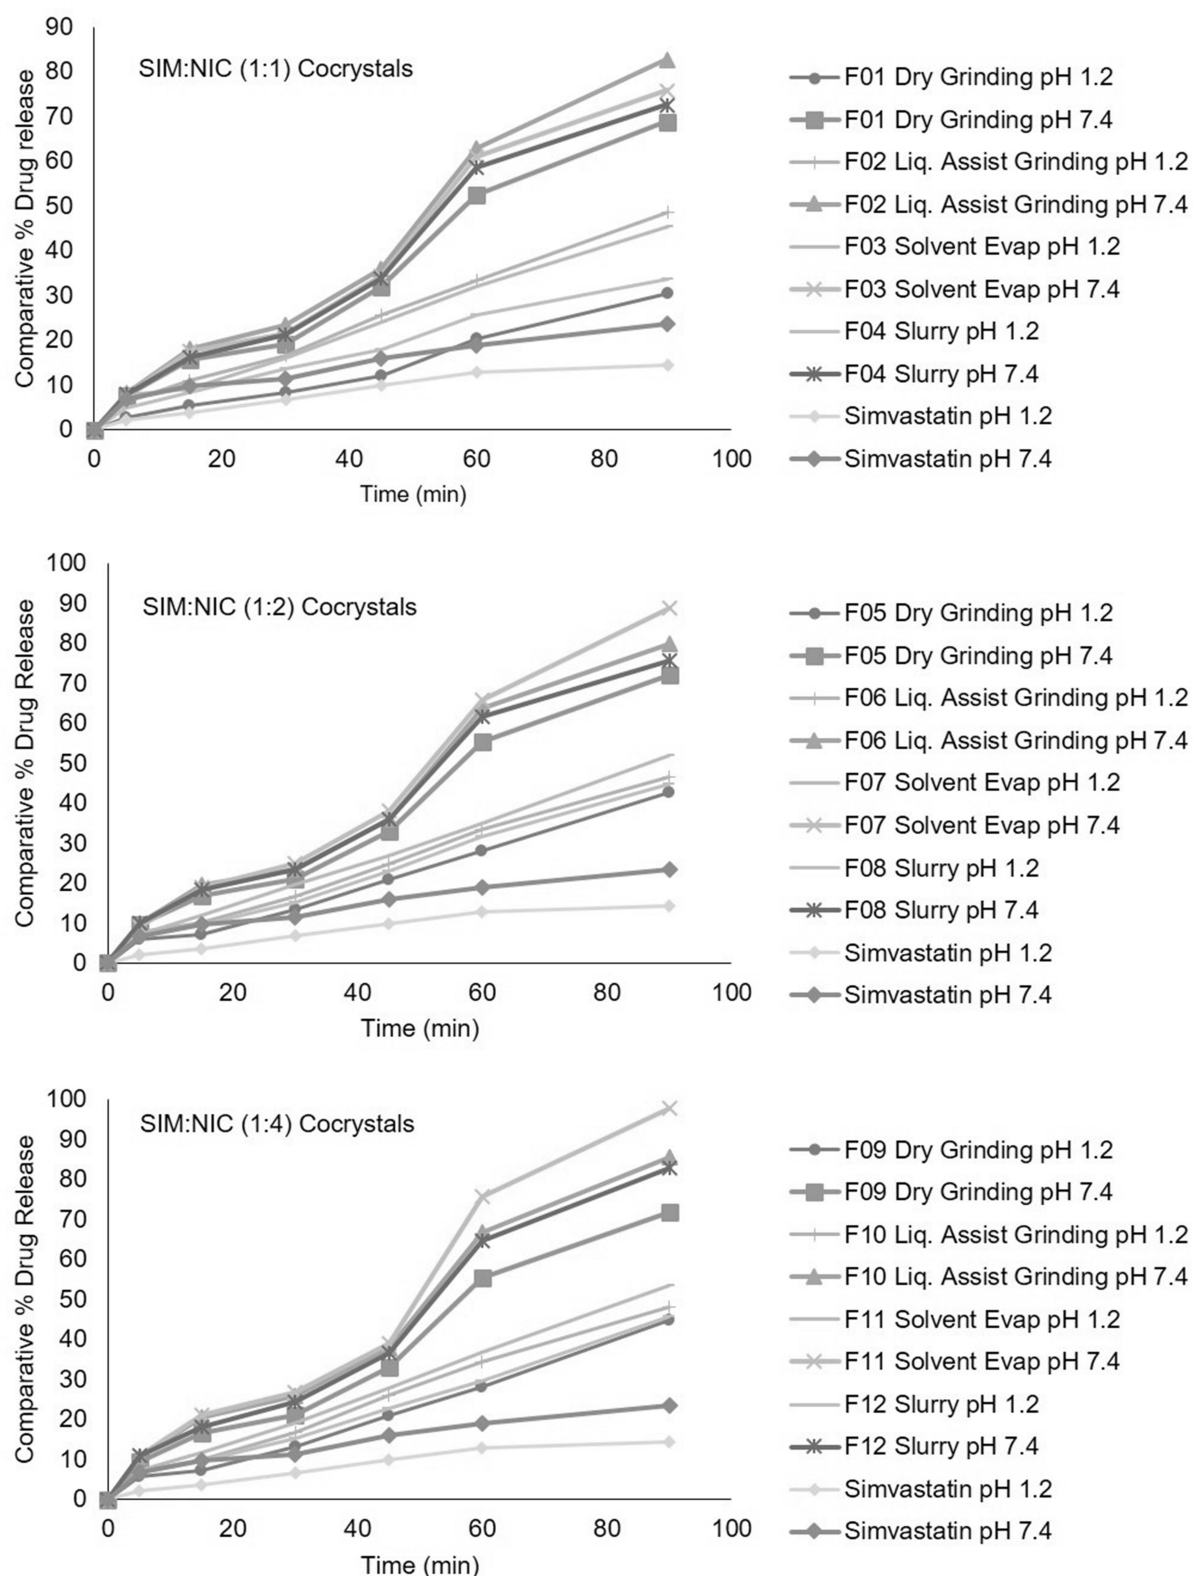 90
80
70
60
50
40
30
20
10
0
Comparative % Drug release
SIM:NIC (1:1) Cocrystals
0 20 40 60 80 100
Time (min)
F01 Dry Grinding pH 1.2
F01 Dry Grinding pH 7.4
F02 Liq. Assist Grinding pH 1.2
F02 Liq. Assist Grinding pH 7.4
F03 Solvent Evap pH 1.2
F03 Solvent Evap pH 7.4
F04 Slurry pH 1.2
F04 Slurry pH 7.4
Simvastatin pH 1.2
Simvastatin pH 7.4
100
90
80
70
60
50
40
30
20
10
0
Comparative % Drug Release
SIM:NIC (1:2) Cocrystals
0 20 40 60 80 100
Time (min)
F05 Dry Grinding pH 1.2
F05 Dry Grinding pH 7.4
F06 Liq. Assist Grinding pH 1.2
F06 Liq. Assist Grinding pH 7.4
F07 Solvent Evap pH 1.2
F07 Solvent Evap pH 7.4
F08 Slurry pH 1.2
F08 Slurry pH 7.4
Simvastatin pH 1.2
Simvastatin pH 7.4
100
90
80
70
60
50
40
30
20
10
0
Comparative % Drug Release
SIM:NIC (1:4) Cocrystals
0 20 40 60 80 100
Time (min)
F09 Dry Grinding pH 1.2
F09 Dry Grinding pH 7.4
F10 Liq. Assist Grinding pH 1.2
F10 Liq. Assist Grinding pH 7.4
F11 Solvent Evap pH 1.2
F11 Solvent Evap pH 7.4
F12 Slurry pH 1.2
F12 Slurry pH 7.4
Simvastatin pH 1.2
Simvastatin pH 7.4